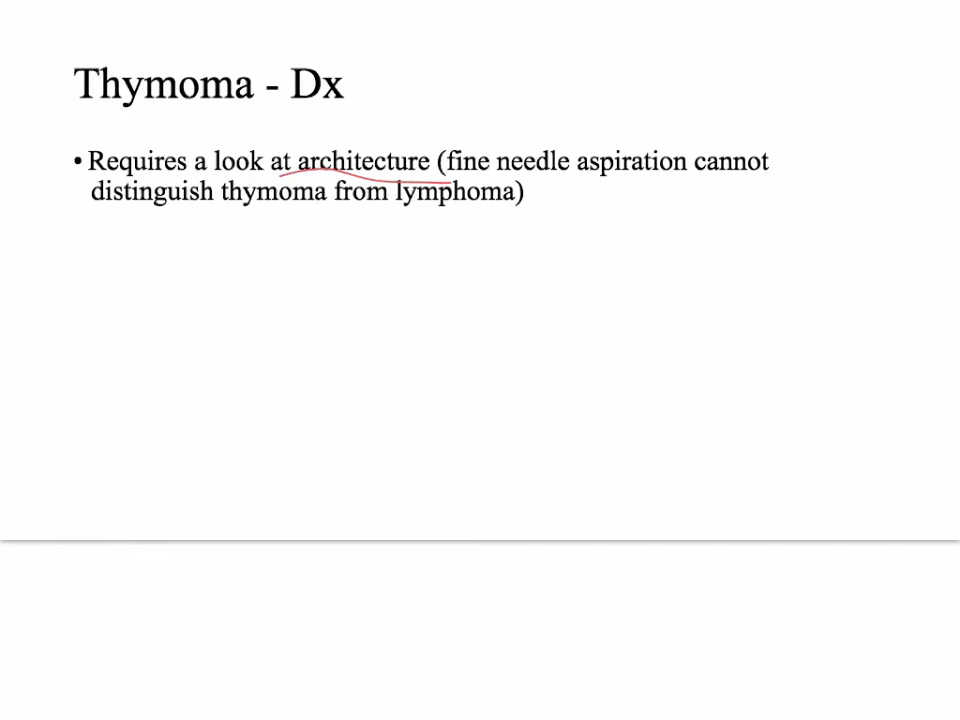 Thymoma - Dx
• Requires a look at architecture (fine needle aspiration cannot
distinguish thymoma from lymphoma)